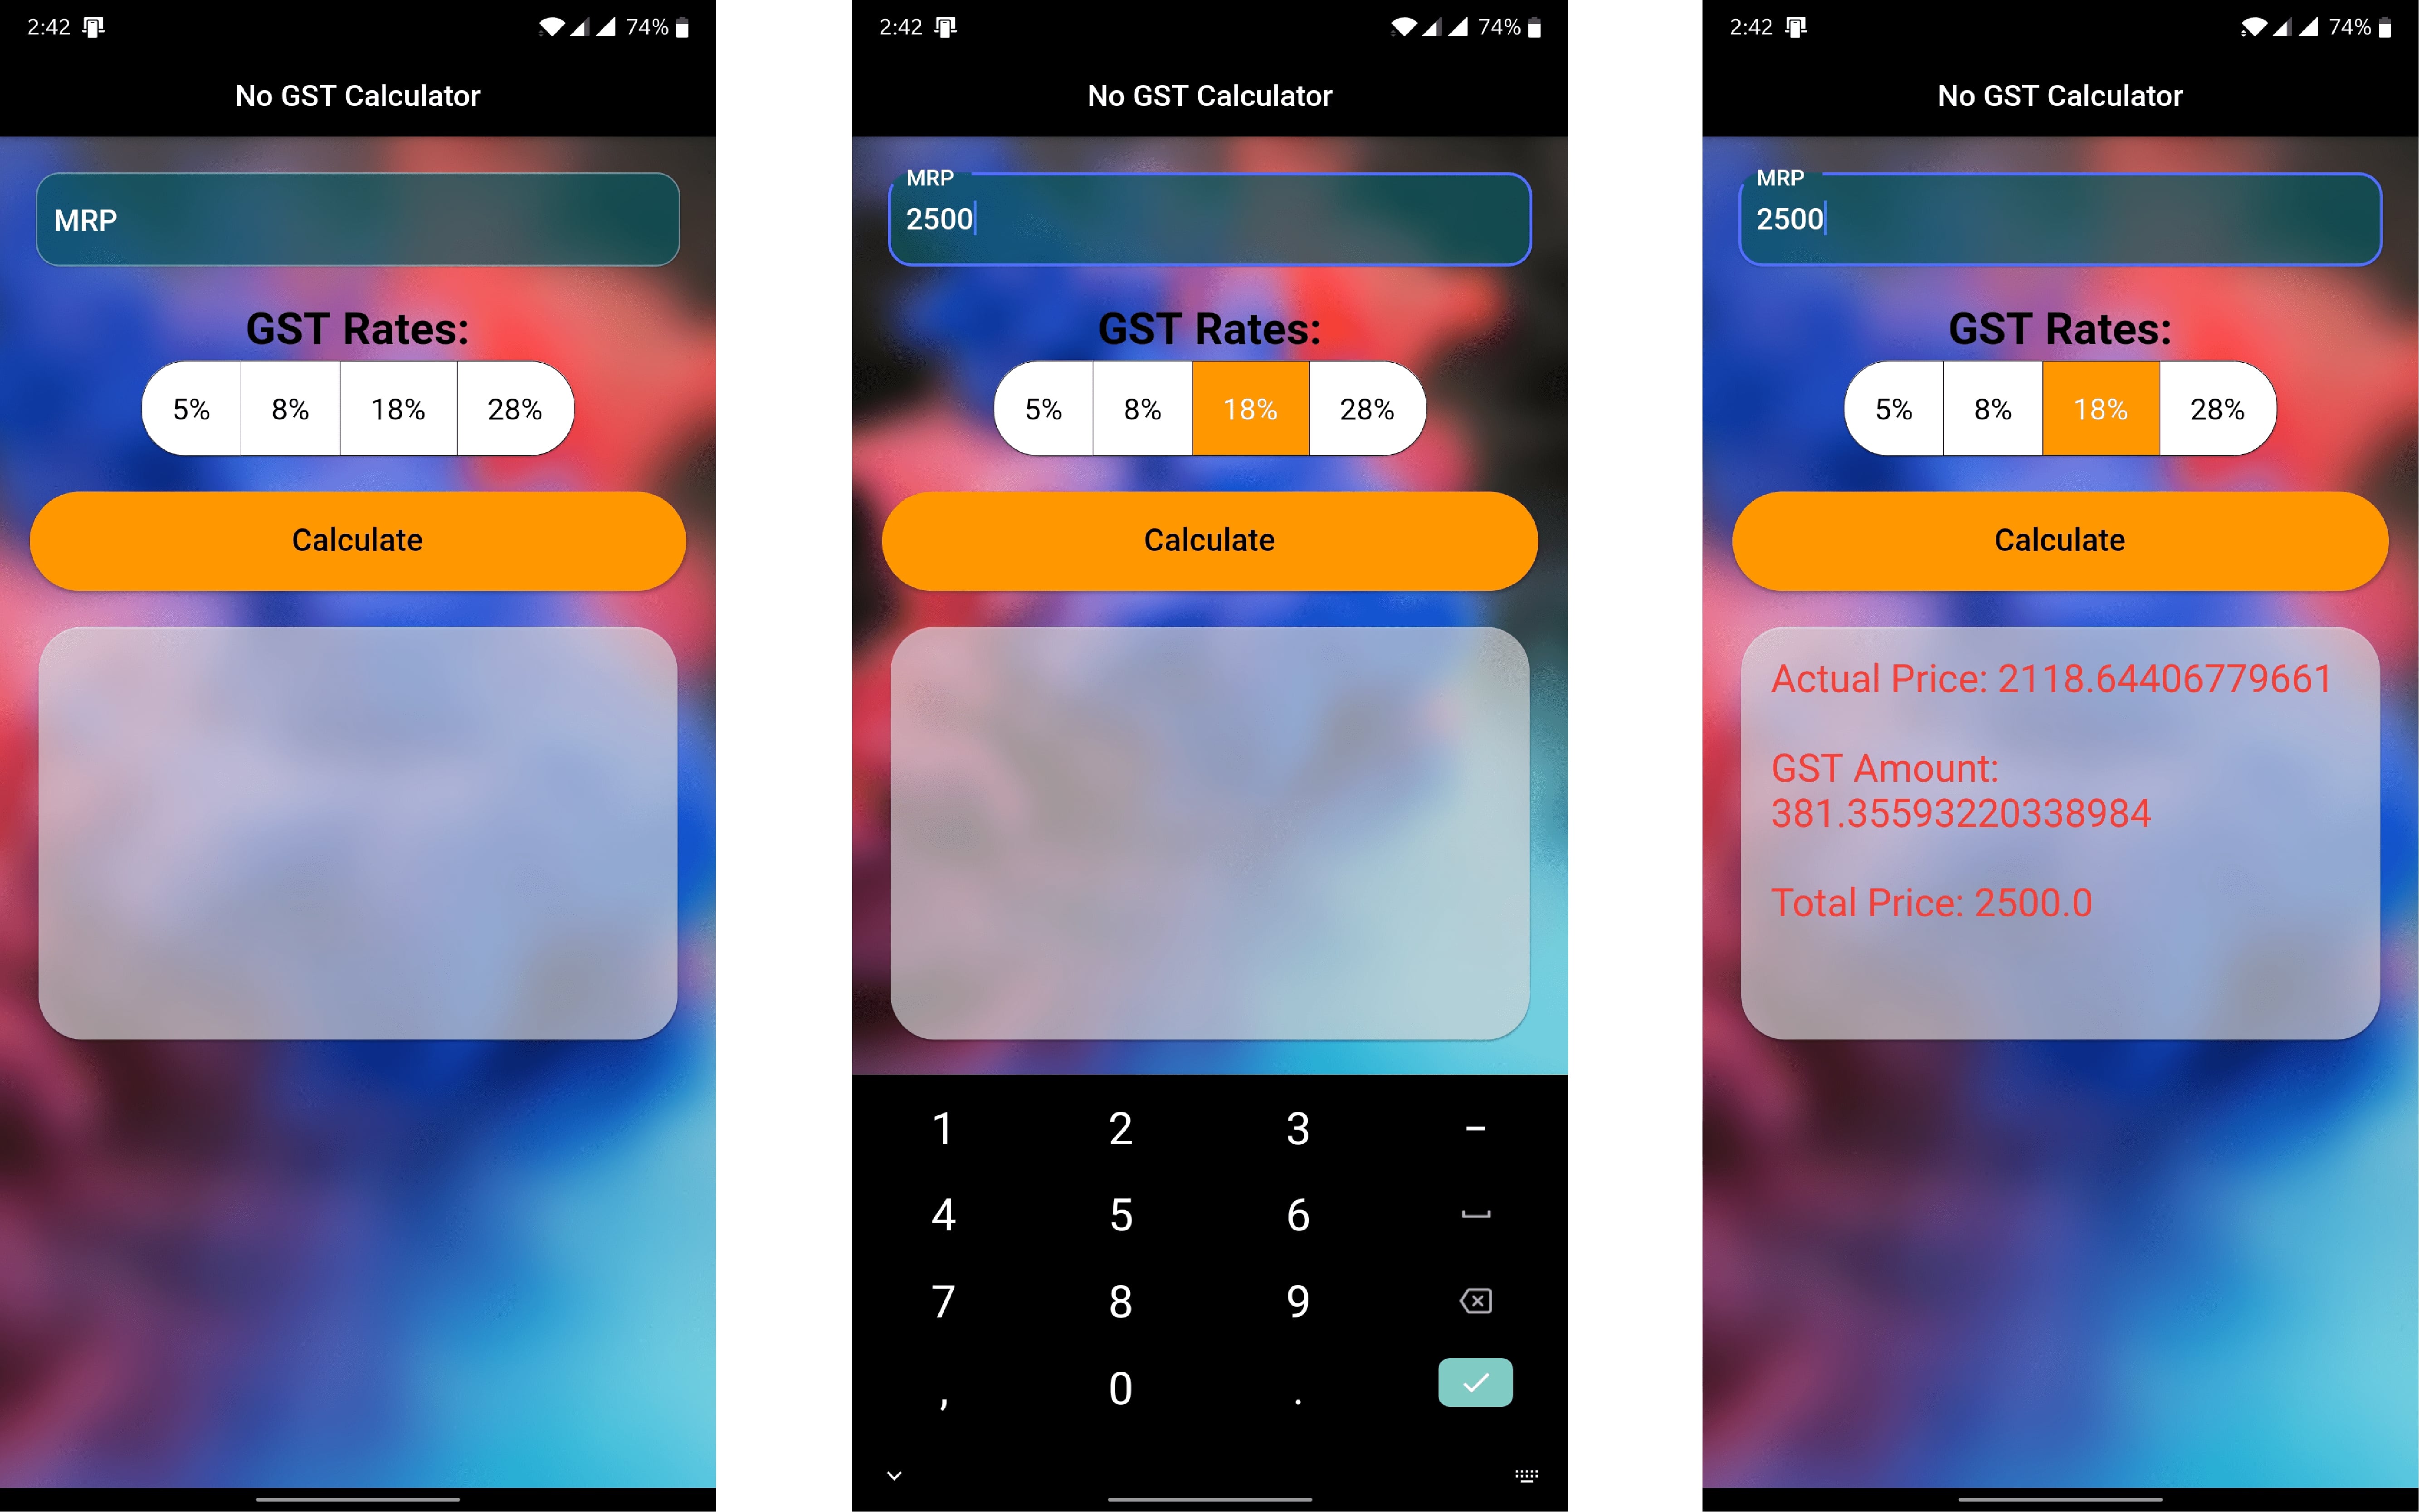 2:42 74%
No GST Calculator
MRP
GST Rates:
5% 8% 18% 28%
Calculate
2:42 74%
No GST Calculator
MRP
2500
GST Rates:
5% 8% 18% 28%
Calculate
1 2 3 −
4 5 6
7 8 9
, 0 .
2:42 74%
No GST Calculator
MRP
2500
GST Rates:
5% 8% 18% 28%
Calculate
Actual Price: 2118.64406779661
GST Amount:
381.35593220338984
Total Price: 2500.0